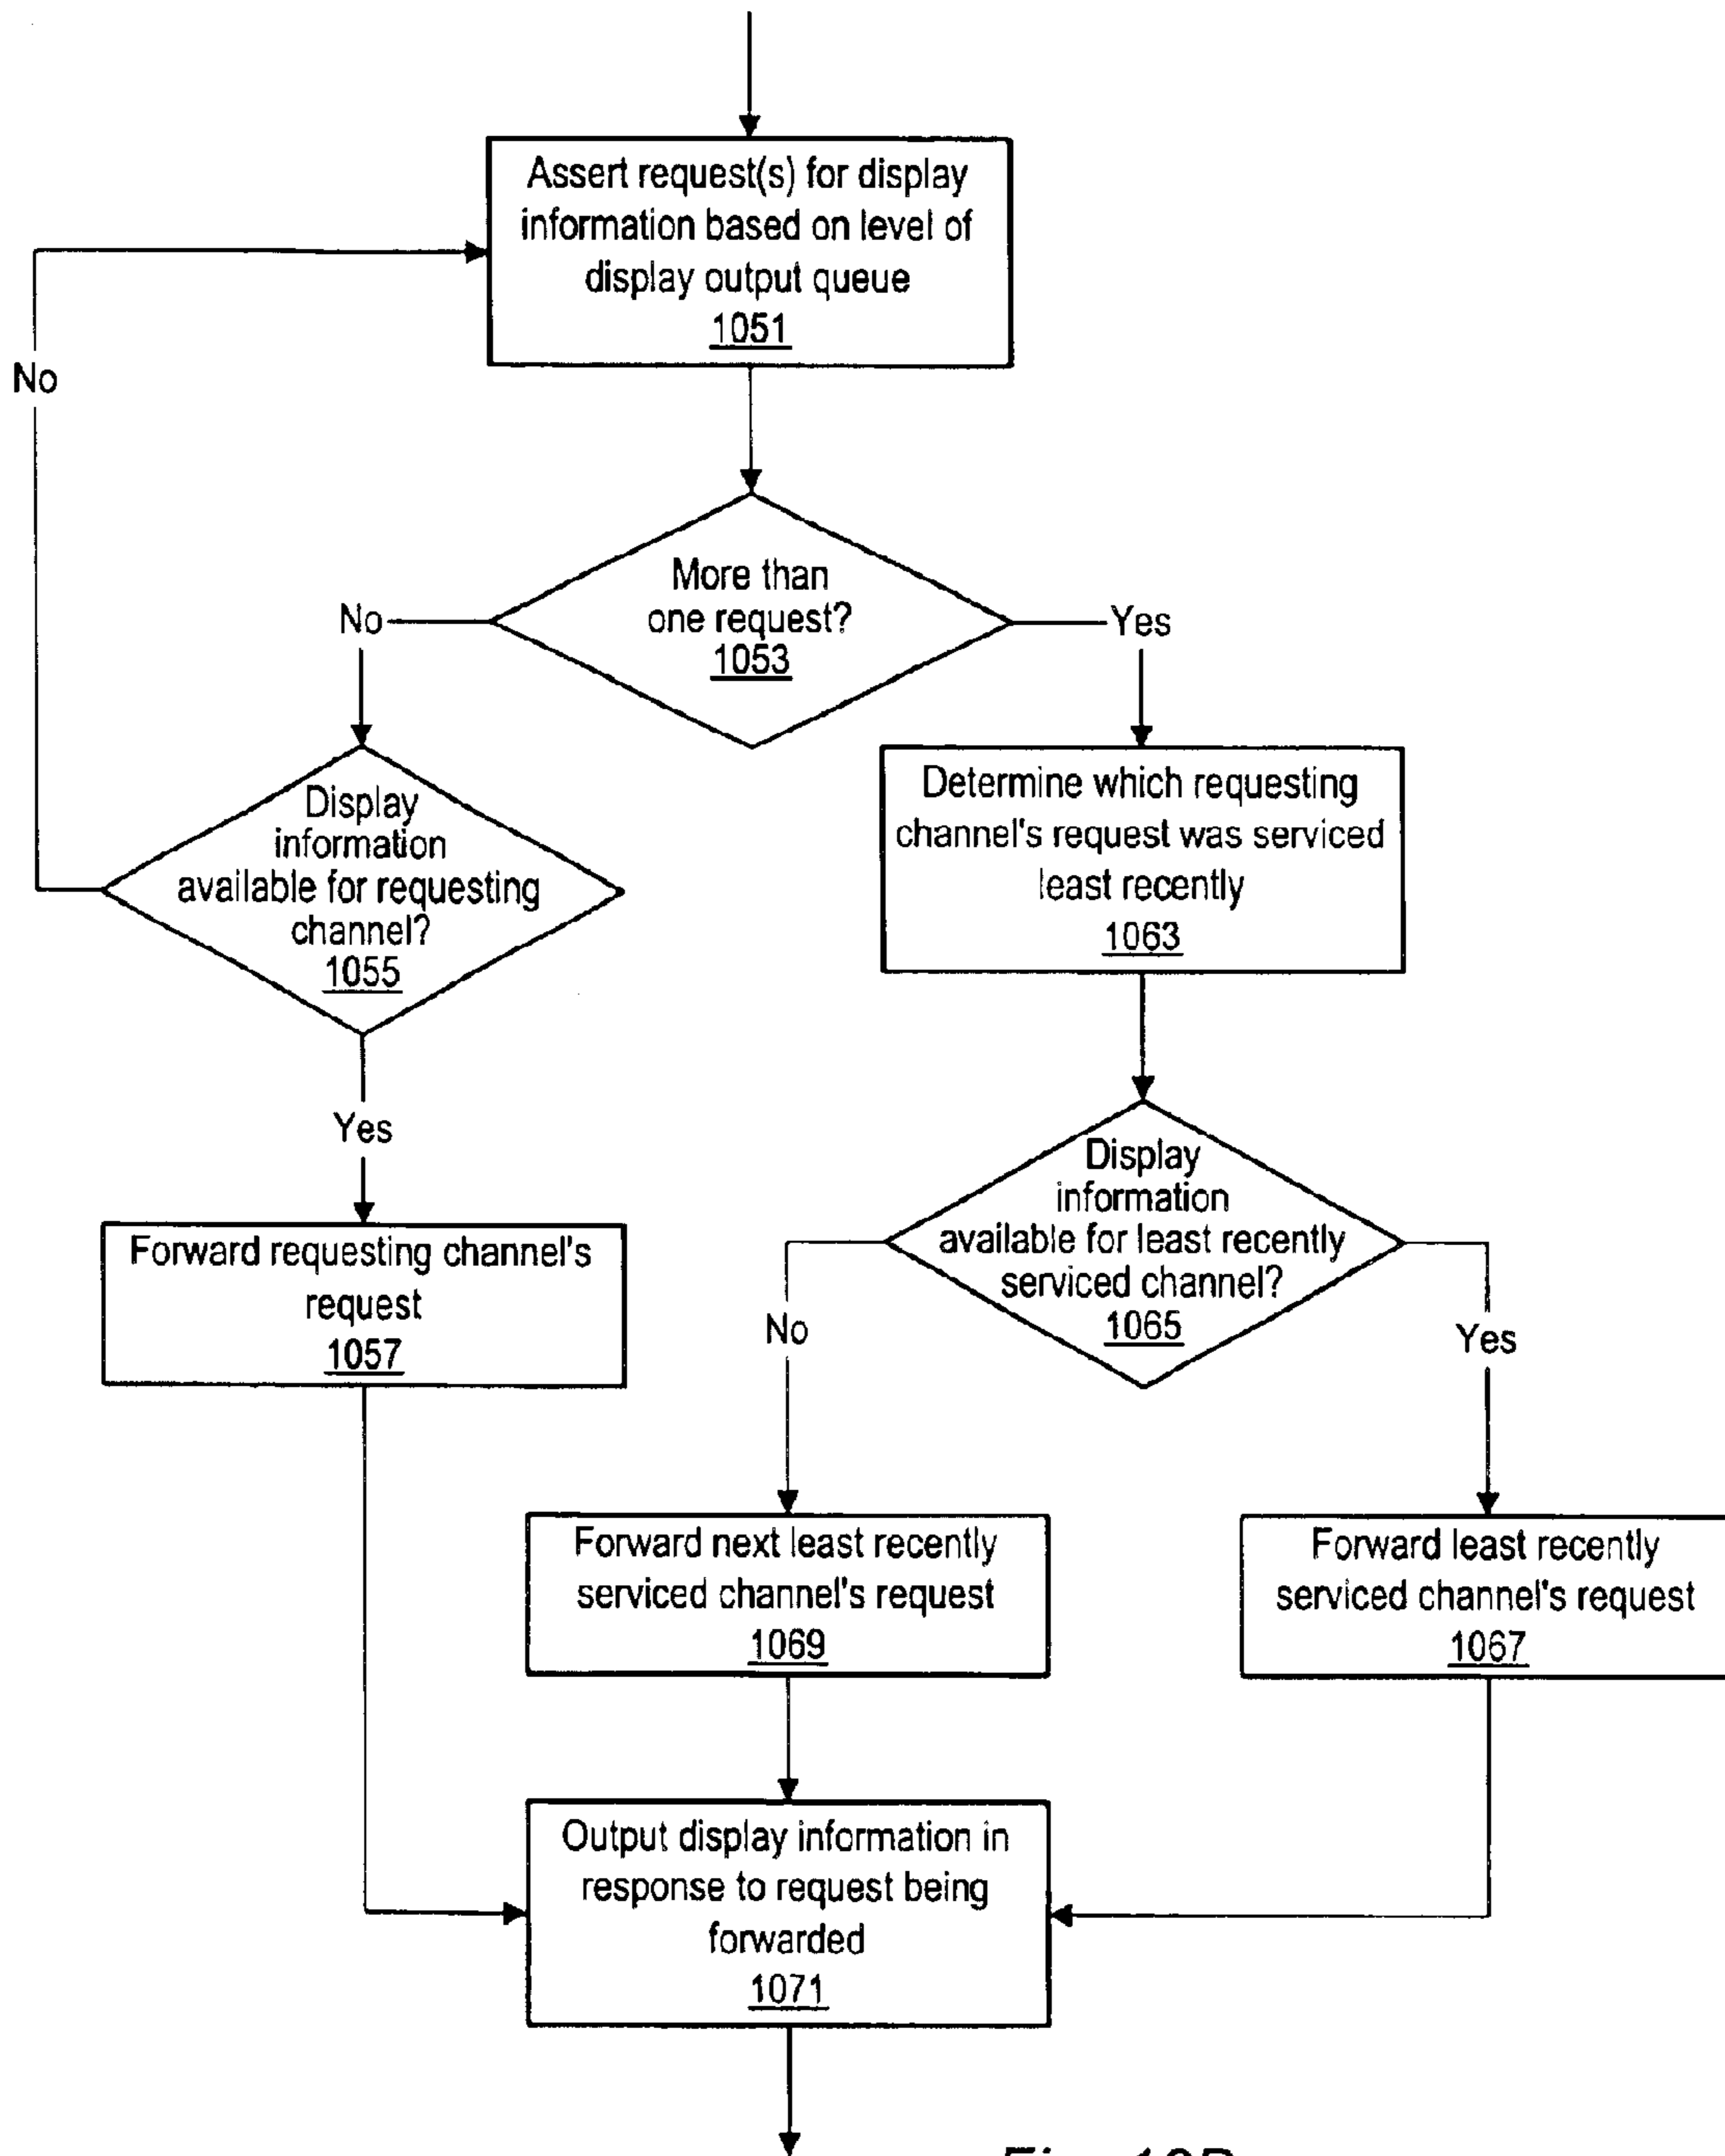 Assert request(s) for display
information based on level of
display output queue
1051
No
More than
one request?
1053
No
Yes
Display
information
available for requesting
channel?
1055
Determine which requesting
channel's request was serviced
least recently
1063
Yes
Display
information
available for least recently
serviced channel?
1065
Forward requesting channel's
request
1057
No
Yes
Forward next least recently
serviced channel's request
1069
Forward least recently
serviced channel's request
1067
Output display information in
response to request being
forwarded
1071